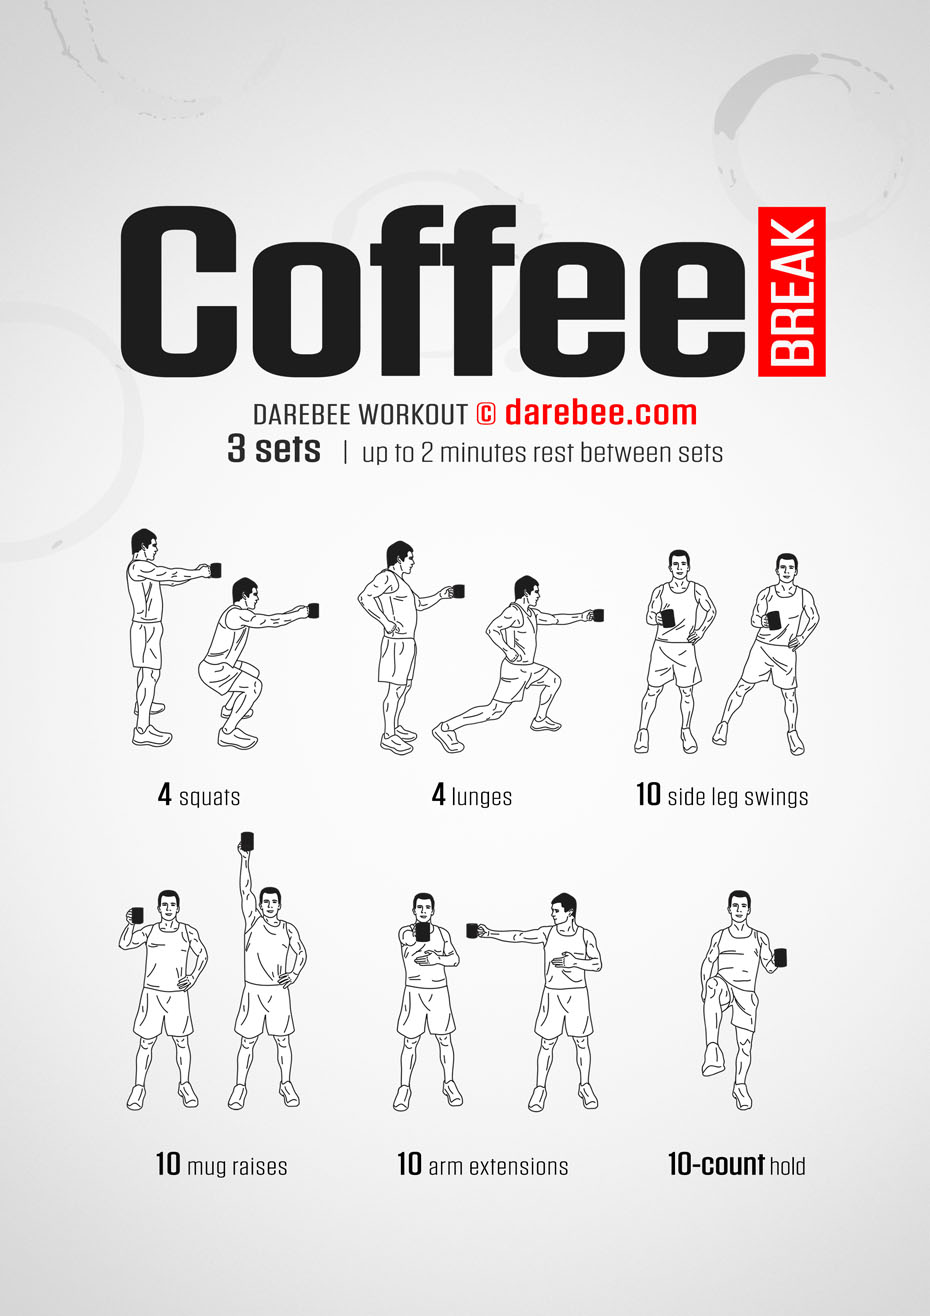 Coffee BREAK
DAREBEE WORKOUT © darebee.com
3 sets | up to 2 minutes rest between sets
4 squats
4 lunges
10 side leg swings
10 mug raises
10 arm extensions
10-count hold